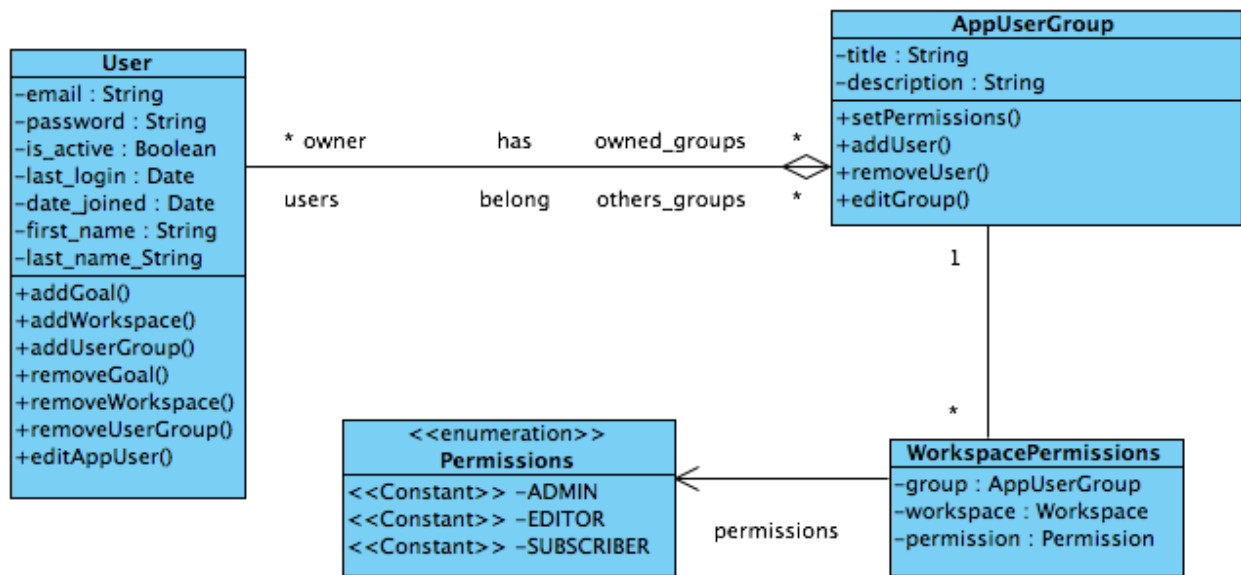 User
-email : String
-password : String
-is_active : Boolean
-last_login : Date
-date_joined : Date
-first_name : String
-last_name_String
+addGoal()
+addWorkspace()
+addUserGroup()
+removeGoal()
+removeWorkspace()
+removeUserGroup()
+editAppUser()
* owner has owned_groups *
users belong others_groups *
AppUserGroup
-title : String
-description : String
+setPermissions()
+addUser()
+removeUser()
+editGroup()
1
*
<<enumeration>>
Permissions
<<Constant>> -ADMIN
<<Constant>> -EDITOR
<<Constant>> -SUBSCRIBER
permissions
WorkspacePermissions
-group : AppUserGroup
-workspace : Workspace
-permission : Permission